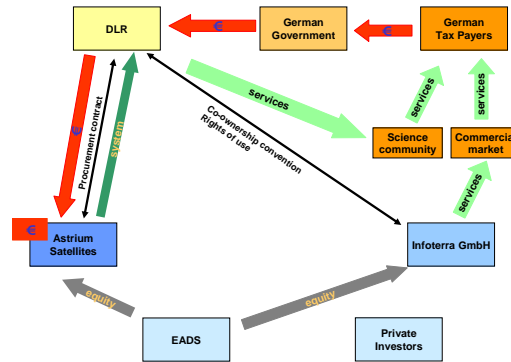 DLR
€
German
Government
€
German
Tax Payers
services
services
services
Science
community
Commercial
market
services
Co-ownership convention
Rights of use
€
Procurement contract
system
€
Astrium
Satellites
Infoterra GmbH
equity
equity
EADS
Private
Investors